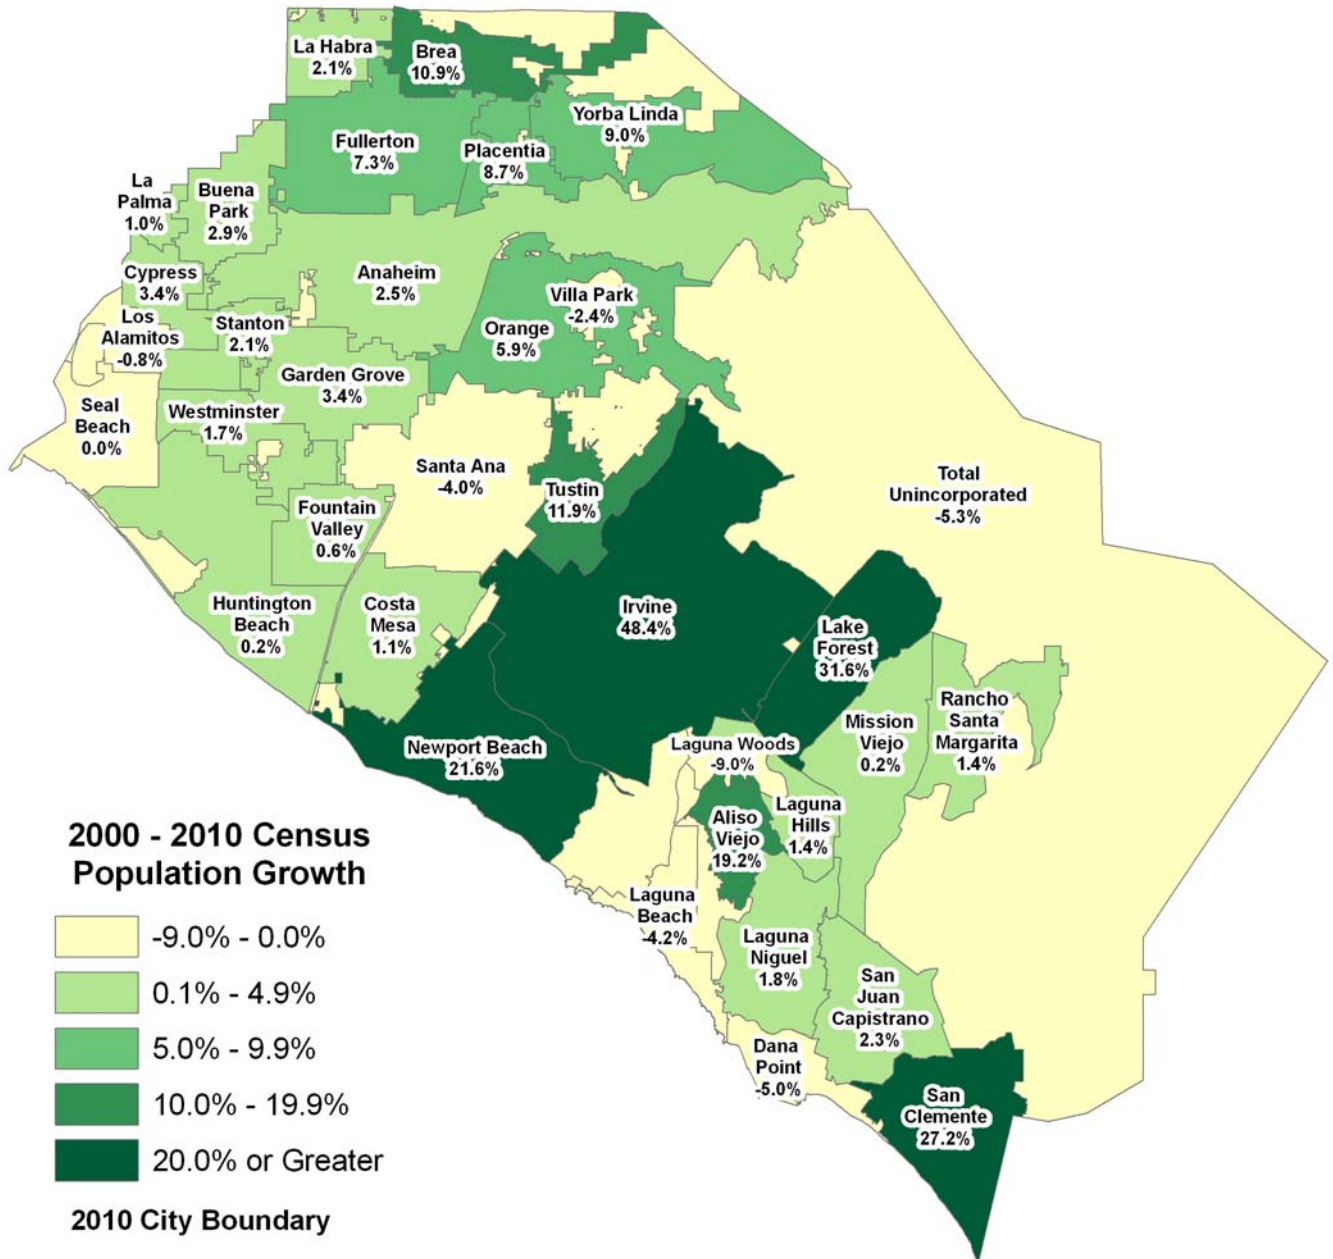 La Habra
2.1%
Brea
10.9%
Yorba Linda
9.0%
Fullerton
7.3%
Placentia
8.7%
La
Palma
1.0%
Buena
Park
2.9%
Cypress
3.4%
Anaheim
2.5%
Villa Park
-2.4%
Los
Alamitos
-0.8%
Stanton
2.1%
Orange
5.9%
Garden Grove
3.4%
Seal
Beach
0.0%
Westminster
1.7%
Santa Ana
-4.0%
Tustin
11.9%
Total
Unincorporated
-5.3%
Fountain
Valley
0.6%
Huntington
Beach
0.2%
Costa
Mesa
1.1%
Irvine
48.4%
Lake
Forest
31.6%
Rancho
Santa
Margarita
1.4%
Mission
Viejo
0.2%
Newport Beach
21.6%
Laguna Woods
-9.0%
Laguna
Hills
1.4%
Aliso
Viejo
19.2%
Laguna
Beach
-4.2%
Laguna
Niguel
1.8%
San
Juan
Capistrano
2.3%
Dana
Point
-5.0%
San
Clemente
27.2%
2000 - 2010 Census
Population Growth
-9.0% - 0.0%
0.1% - 4.9%
5.0% - 9.9%
10.0% - 19.9%
20.0% or Greater
2010 City Boundary